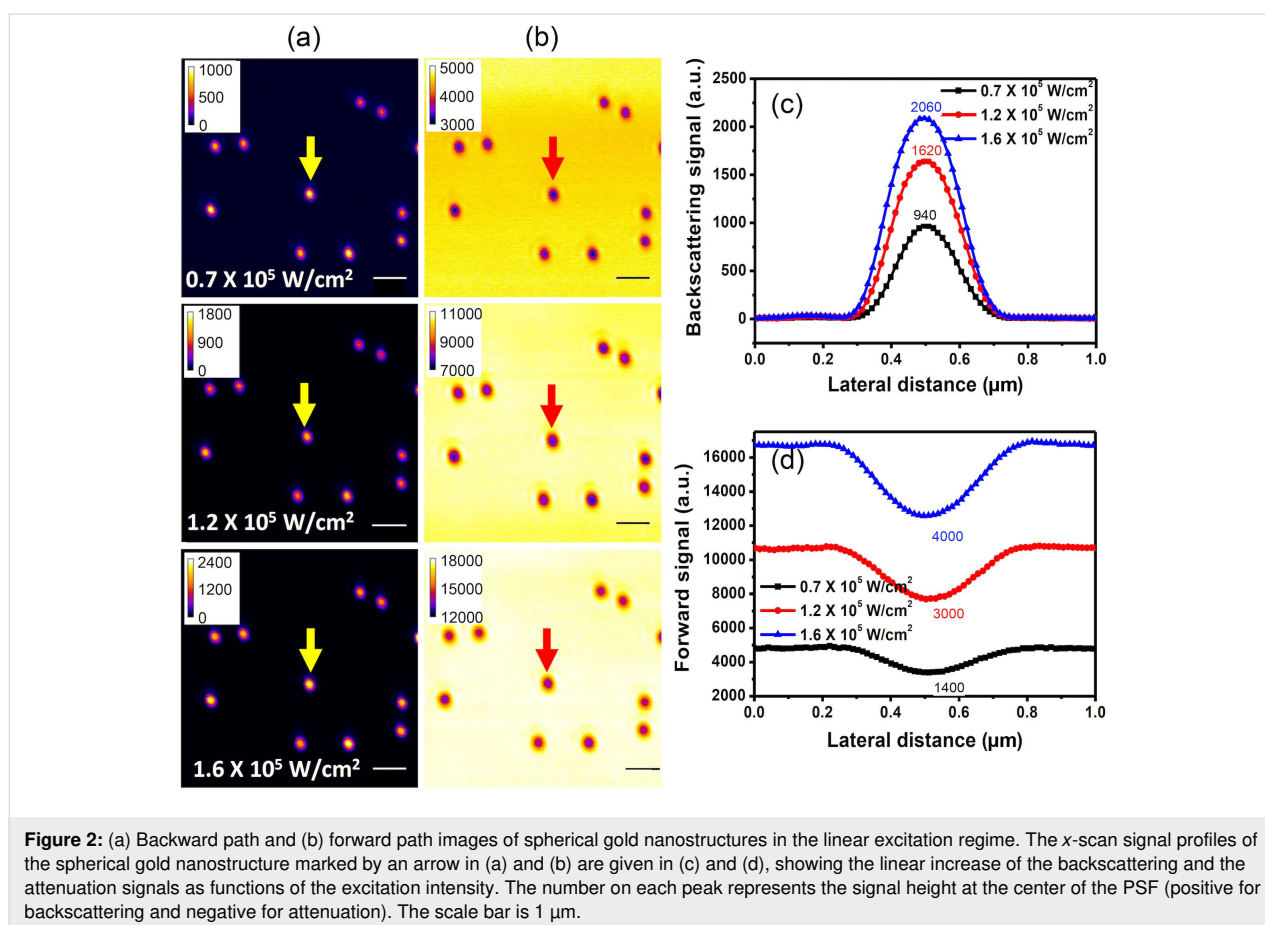 (a)
(b)
1000
500
0
0.7 X 10⁵ W/cm²
5000
4000
3000
1800
900
0
1.2 X 10⁵ W/cm²
11000
9000
7000
2400
1200
0
1.6 X 10⁵ W/cm²
18000
15000
12000
(c)
Backscattering signal (a.u.)
2500
2000
1500
1000
500
0
0.7 X 10⁵ W/cm²
1.2 X 10⁵ W/cm²
1.6 X 10⁵ W/cm²
2060
1620
940
0.0 0.2 0.4 0.6 0.8 1.0
Lateral distance (µm)
(d)
Forward signal (a.u.)
16000
14000
12000
10000
8000
6000
4000
2000
4000
0.7 X 10⁵ W/cm²
1.2 X 10⁵ W/cm²
3000
1.6 X 10⁵ W/cm²
1400
0.0 0.2 0.4 0.6 0.8 1.0
Lateral distance (µm)
Figure 2: (a) Backward path and (b) forward path images of spherical gold nanostructures in the linear excitation regime. The x-scan signal profiles of
the spherical gold nanostructure marked by an arrow in (a) and (b) are given in (c) and (d), showing the linear increase of the backscattering and the
attenuation signals as functions of the excitation intensity. The number on each peak represents the signal height at the center of the PSF (positive for
backscattering and negative for attenuation). The scale bar is 1 µm.